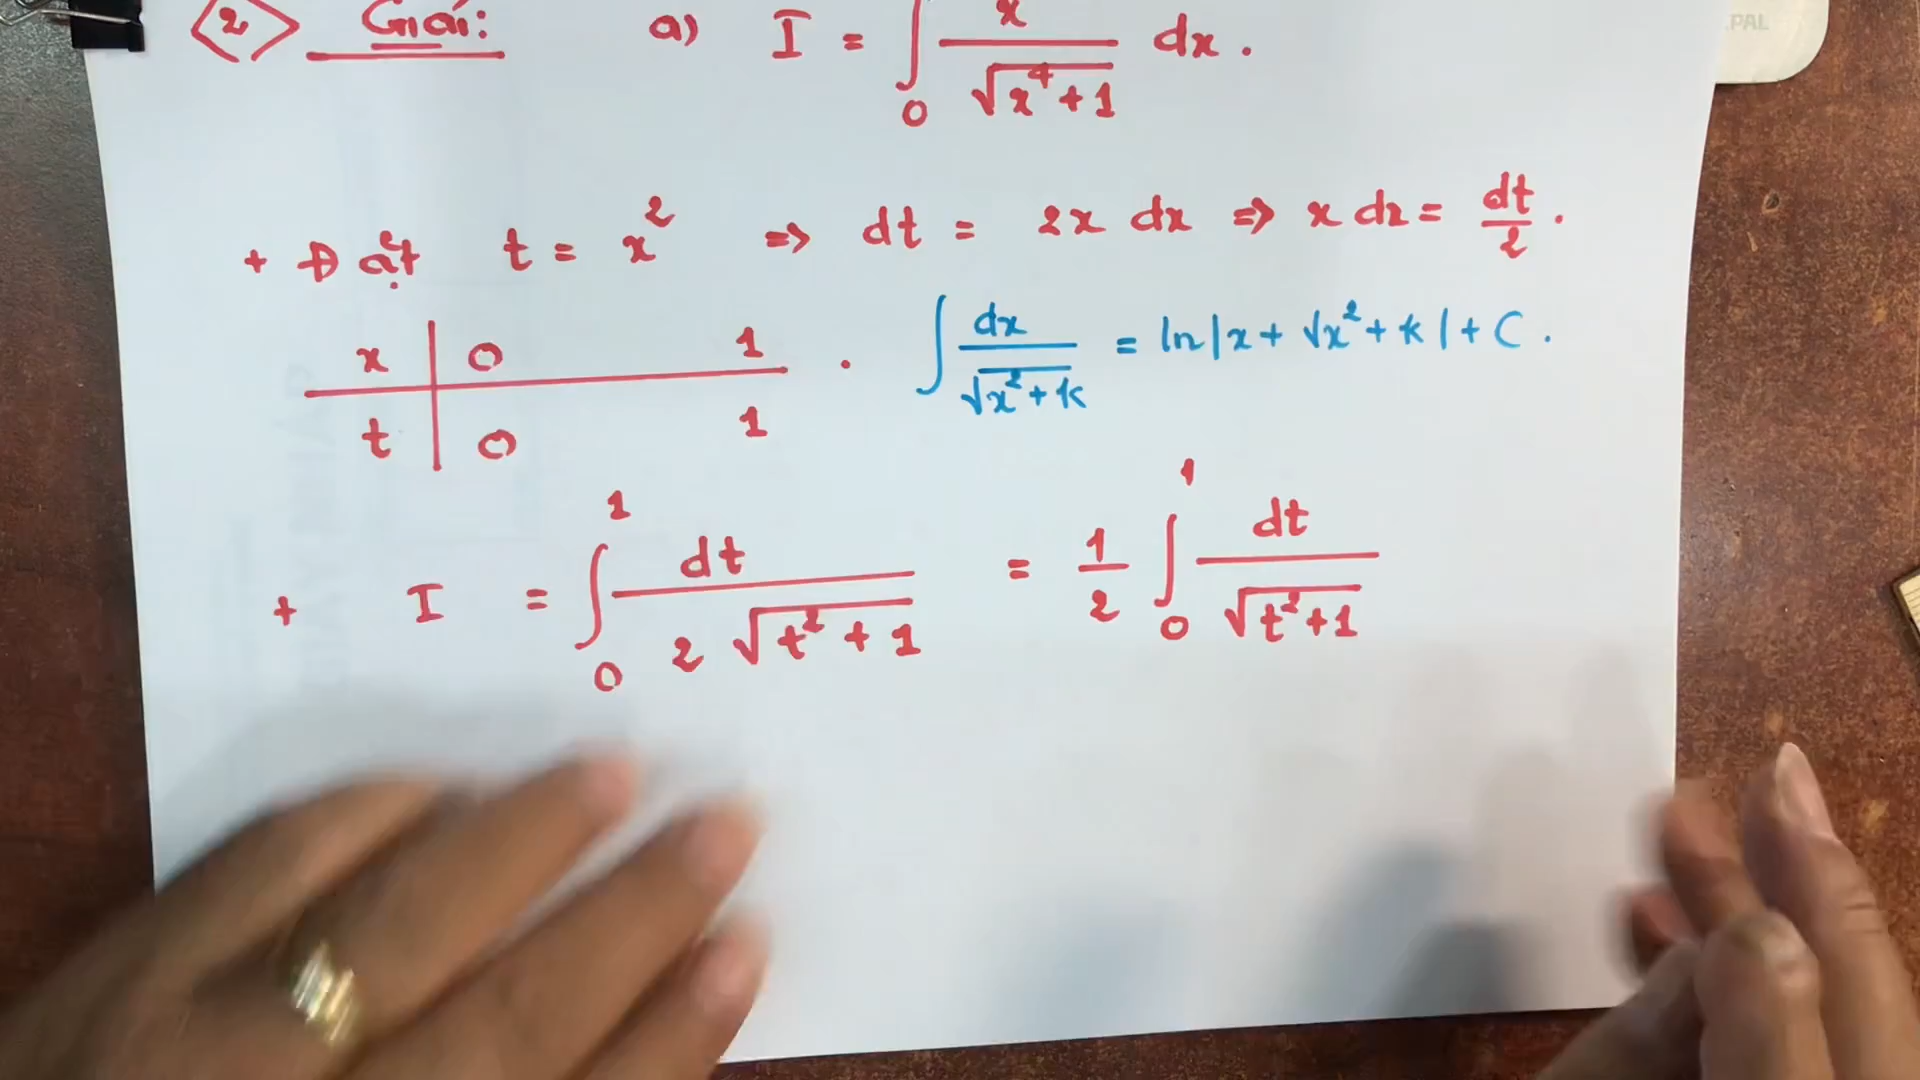 2 Giải: a) I = ∫₀ x/√(x⁴+1) dx.
+ Đặt t = x² ⇒ dt = 2x dx ⇒ x dx = dt/2.
x | 0 1 . ∫ dx/√(x²+k) = ln|x + √x²+k| + C.
t | 0 1
+ I = ∫₀¹ dt/(2√(t²+1)) = 1/2 ∫₀¹ dt/√(t²+1)
PAL